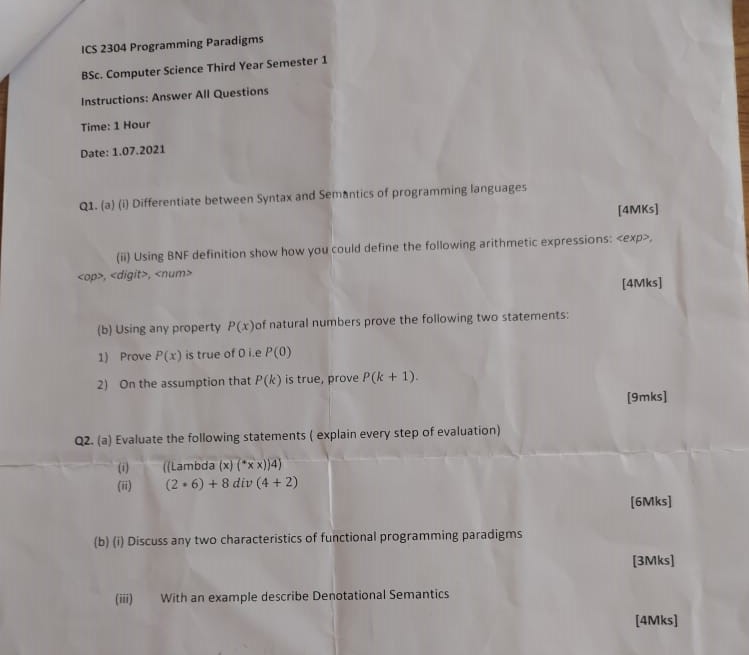 ICS 2304 Programming Paradigms
BSc. Computer Science Third Year Semester 1
Instructions: Answer All Questions
Time: 1 Hour
Date: 1.07.2021
Q1. (a) (i) Differentiate between Syntax and Semantics of programming languages
[4MKs]
(ii) Using BNF definition show how you could define the following arithmetic expressions: <exp>,
<op>, <digit>, <num>
[4Mks]
(b) Using any property P(x)of natural numbers prove the following two statements:
1) Prove P(x) is true of 0 i.e P(0)
2) On the assumption that P(k) is true, prove P(k + 1).
[9mks]
Q2. (a) Evaluate the following statements ( explain every step of evaluation)
(i) ((Lambda (x) (*x x))4)
(ii) (2 * 6) + 8 div (4 + 2)
[6Mks]
(b) (i) Discuss any two characteristics of functional programming paradigms
[3Mks]
(iii) With an example describe Denotational Semantics
[4Mks]